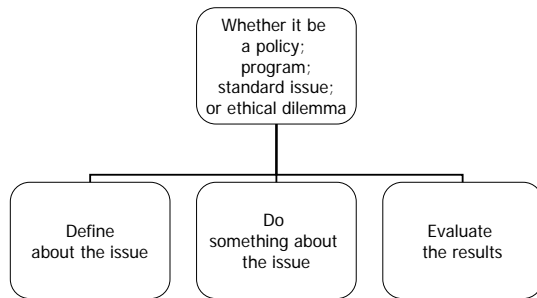 Whether it be
a policy;
program;
standard issue;
or ethical dilemma
Define
about the issue
Do
something about
the issue
Evaluate
the results